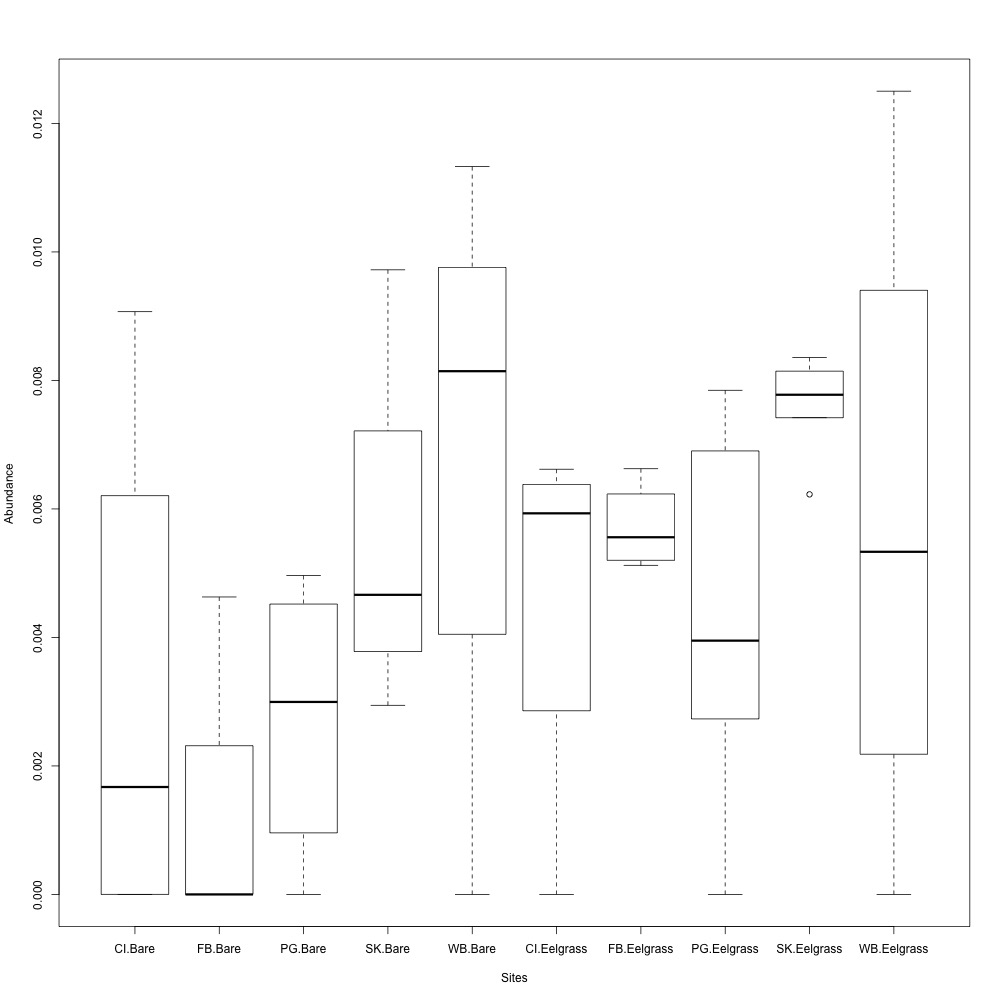 Abundance
0.012
0.010
0.008
0.006
0.004
0.002
0.000
CI.Bare FB.Bare PG.Bare SK.Bare WB.Bare CI.Eelgrass FB.Eelgrass PG.Eelgrass SK.Eelgrass WB.Eelgrass
Sites